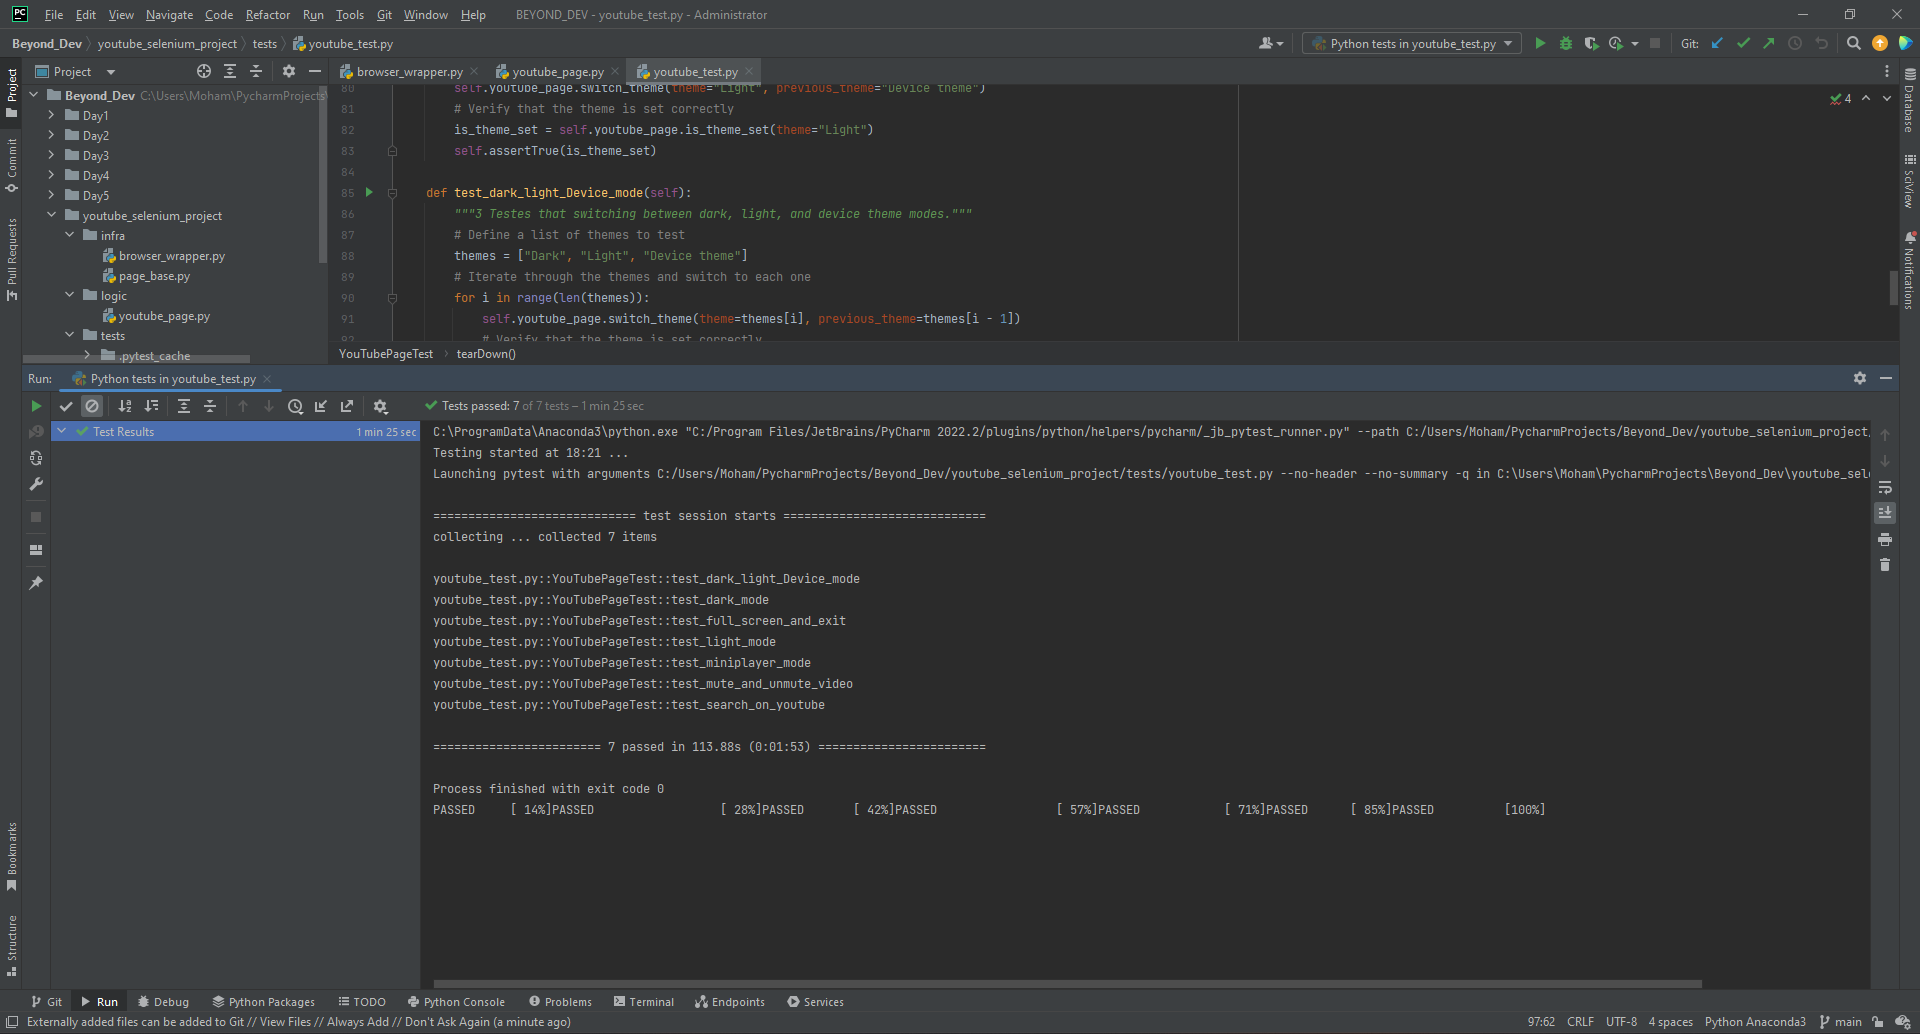 PC File Edit View Navigate Code Refactor Run Tools Git Window Help BEYOND_DEV - youtube_test.py - Administrator
Beyond_Dev youtube_selenium_project tests youtube_test.py Python tests in youtube_test.py Git:
Project
browser_wrapper.py youtube_page.py youtube_test.py
Beyond_Dev C:\Users\Moham\PycharmProjects\
Day1
Day2
Day3
Day4
Day5
youtube_selenium_project
infra
browser_wrapper.py
page_base.py
logic
youtube_page.py
tests
.pytest_cache
80 self.youtube_page.switch_theme(theme="Light", previous_theme="Device theme")
81 # Verify that the theme is set correctly
82 is_theme_set = self.youtube_page.is_theme_set(theme="Light")
83 self.assertTrue(is_theme_set)
84
85 def test_dark_light_Device_mode(self):
86 """3 Testes that switching between dark, light, and device theme modes."""
87 # Define a list of themes to test
88 themes = ["Dark", "Light", "Device theme"]
89 # Iterate through the themes and switch to each one
90 for i in range(len(themes)):
91 self.youtube_page.switch_theme(theme=themes[i], previous_theme=themes[i - 1])
92 # Verify that the theme is set correctly
4
YouTubePageTest tearDown()
Project
Commit
Pull Requests
Bookmarks
Structure
Database
SciView
Notifications
Run: Python tests in youtube_test.py
Tests passed: 7 of 7 tests – 1 min 25 sec
Test Results 1 min 25 sec
C:\ProgramData\Anaconda3\python.exe "C:/Program Files/JetBrains/PyCharm 2022.2/plugins/python/helpers/pycharm/_jb_pytest_runner.py" --path C:/Users/Moham/PycharmProjects/Beyond_Dev/youtube_selenium_project/
Testing started at 18:21 ...
Launching pytest with arguments C:/Users/Moham/PycharmProjects/Beyond_Dev/youtube_selenium_project/tests/youtube_test.py --no-header --no-summary -q in C:\Users\Moham\PycharmProjects\Beyond_Dev\youtube_sel
============================= test session starts =============================
collecting ... collected 7 items
youtube_test.py::YouTubePageTest::test_dark_light_Device_mode
youtube_test.py::YouTubePageTest::test_dark_mode
youtube_test.py::YouTubePageTest::test_full_screen_and_exit
youtube_test.py::YouTubePageTest::test_light_mode
youtube_test.py::YouTubePageTest::test_miniplayer_mode
youtube_test.py::YouTubePageTest::test_mute_and_unmute_video
youtube_test.py::YouTubePageTest::test_search_on_youtube
======================== 7 passed in 113.88s (0:01:53) ========================
Process finished with exit code 0
PASSED [ 14%]PASSED [ 28%]PASSED [ 42%]PASSED [ 57%]PASSED [ 71%]PASSED [ 85%]PASSED [100%]
Git Run Debug Python Packages TODO Python Console Problems Terminal Endpoints Services
Externally added files can be added to Git // View Files // Always Add // Don't Ask Again (a minute ago) 97:62 CRLF UTF-8 4 spaces Python Anaconda3 main